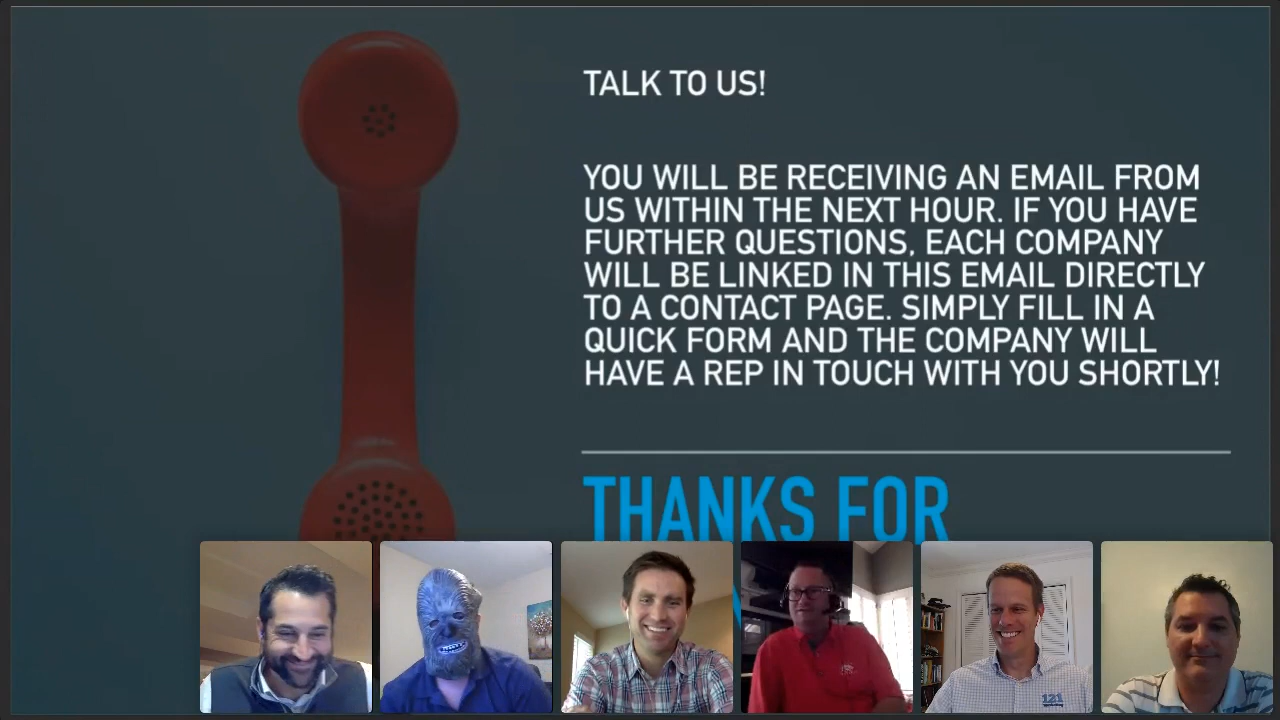 TALK TO US!
YOU WILL BE RECEIVING AN EMAIL FROM
US WITHIN THE NEXT HOUR. IF YOU HAVE
FURTHER QUESTIONS, EACH COMPANY
WILL BE LINKED IN THIS EMAIL DIRECTLY
TO A CONTACT PAGE. SIMPLY FILL IN A
QUICK FORM AND THE COMPANY WILL
HAVE A REP IN TOUCH WITH YOU SHORTLY!
THANKS FOR
121